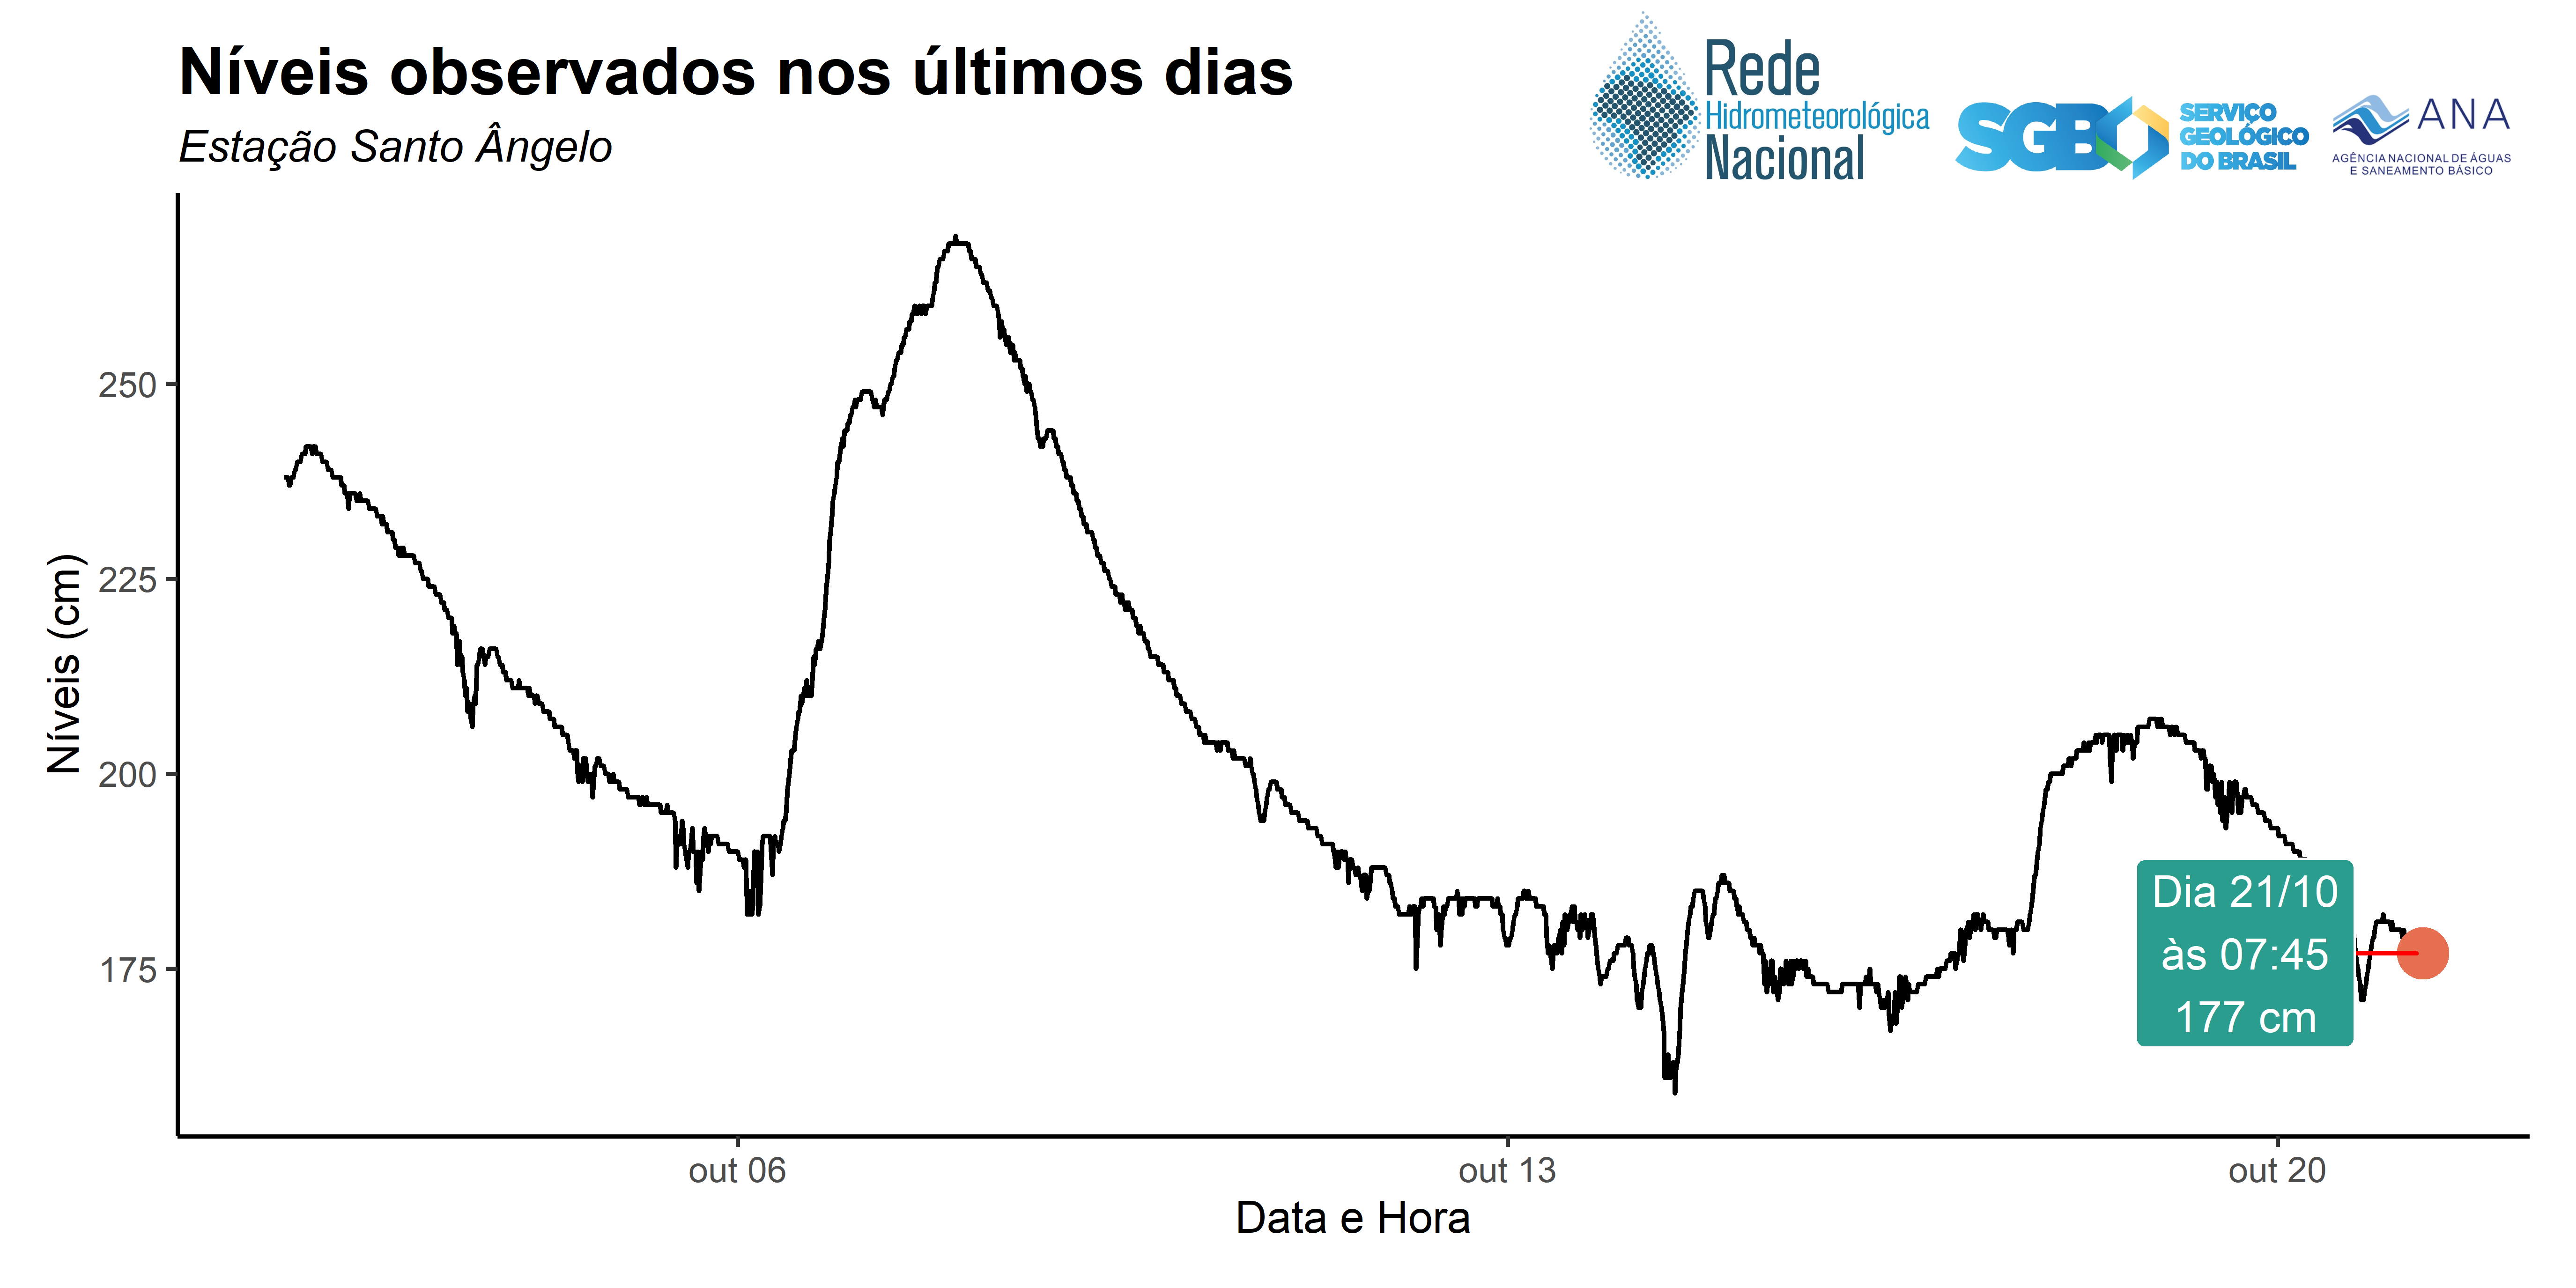 Níveis observados nos últimos dias
Estação Santo Ângelo
Rede
Hidrometeorológica
Nacional
SGB
SERVIÇO
GEOLÓGICO
DO BRASIL
ANA
AGÊNCIA NACIONAL DE ÁGUAS
E SANEAMENTO BÁSICO
Níveis (cm)
250
225
200
175
Dia 21/10
às 07:45
177 cm
out 06
out 13
out 20
Data e Hora